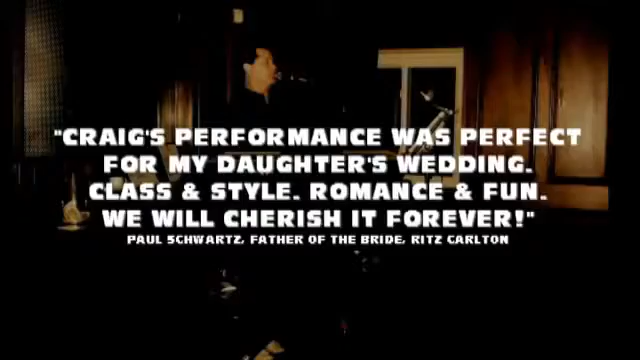 "CRAIG'S PERFORMANCE WAS PERFECT
FOR MY DAUGHTER'S WEDDING.
CLASS & STYLE. ROMANCE & FUN.
WE WILL CHERISH IT FOREVER!"
PAUL SCHWARTZ, FATHER OF THE BRIDE, RITZ CARLTON